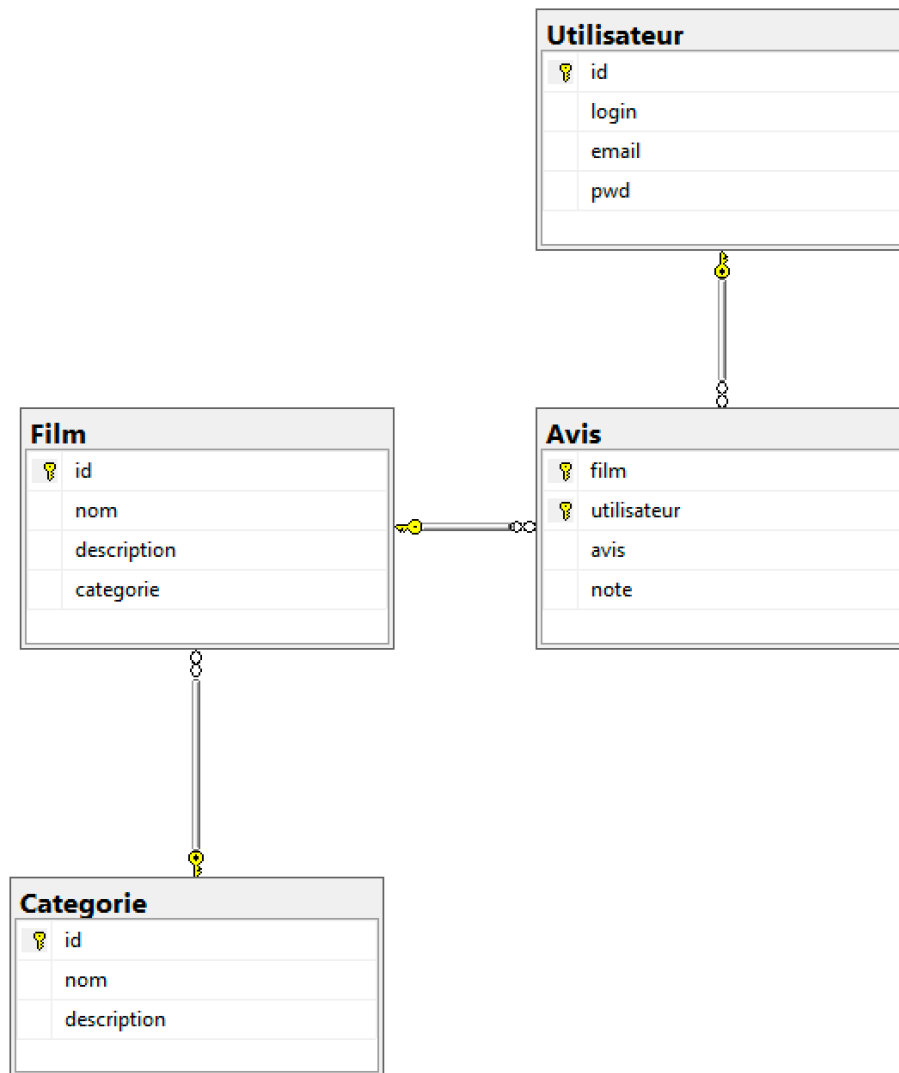 Utilisateur
id
login
email
pwd
Film
id
nom
description
categorie
Avis
film
utilisateur
avis
note
Categorie
id
nom
description